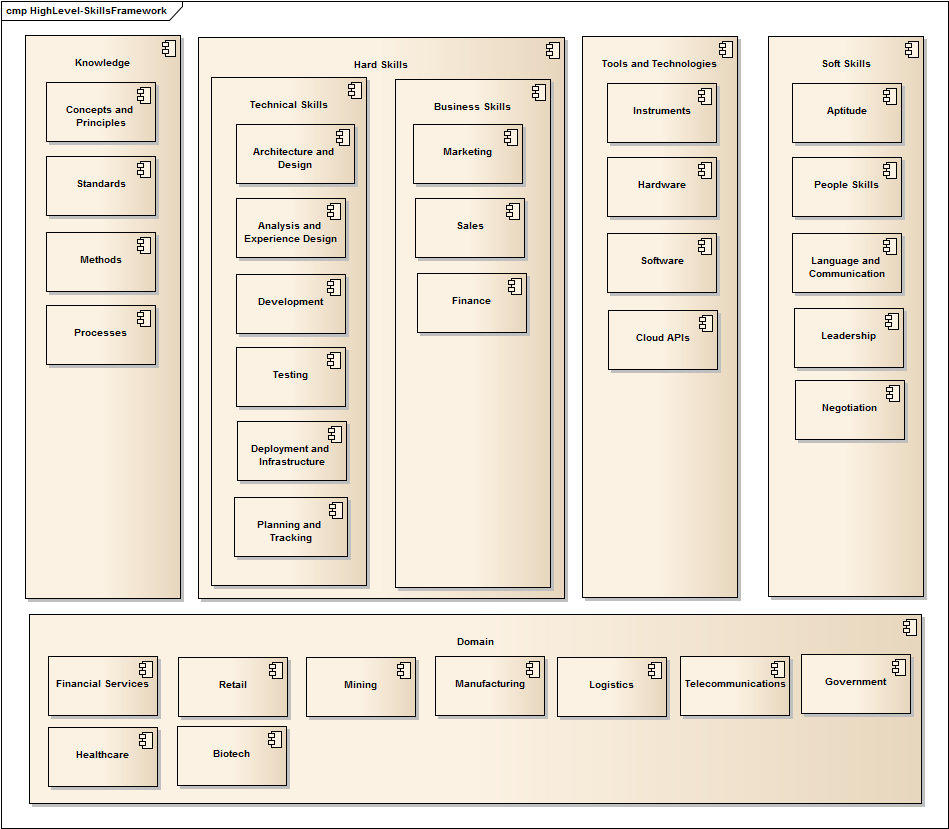 cmp HighLevel-SkillsFramework
Knowledge
Concepts and
Principles
Standards
Methods
Processes
Hard Skills
Technical Skills
Architecture and
Design
Analysis and
Experience Design
Development
Testing
Deployment and
Infrastructure
Planning and
Tracking
Business Skills
Marketing
Sales
Finance
Tools and Technologies
Instruments
Hardware
Software
Cloud APIs
Soft Skills
Aptitude
People Skills
Language and
Communication
Leadership
Negotiation
Domain
Financial Services
Retail
Mining
Manufacturing
Logistics
Telecommunications
Government
Healthcare
Biotech